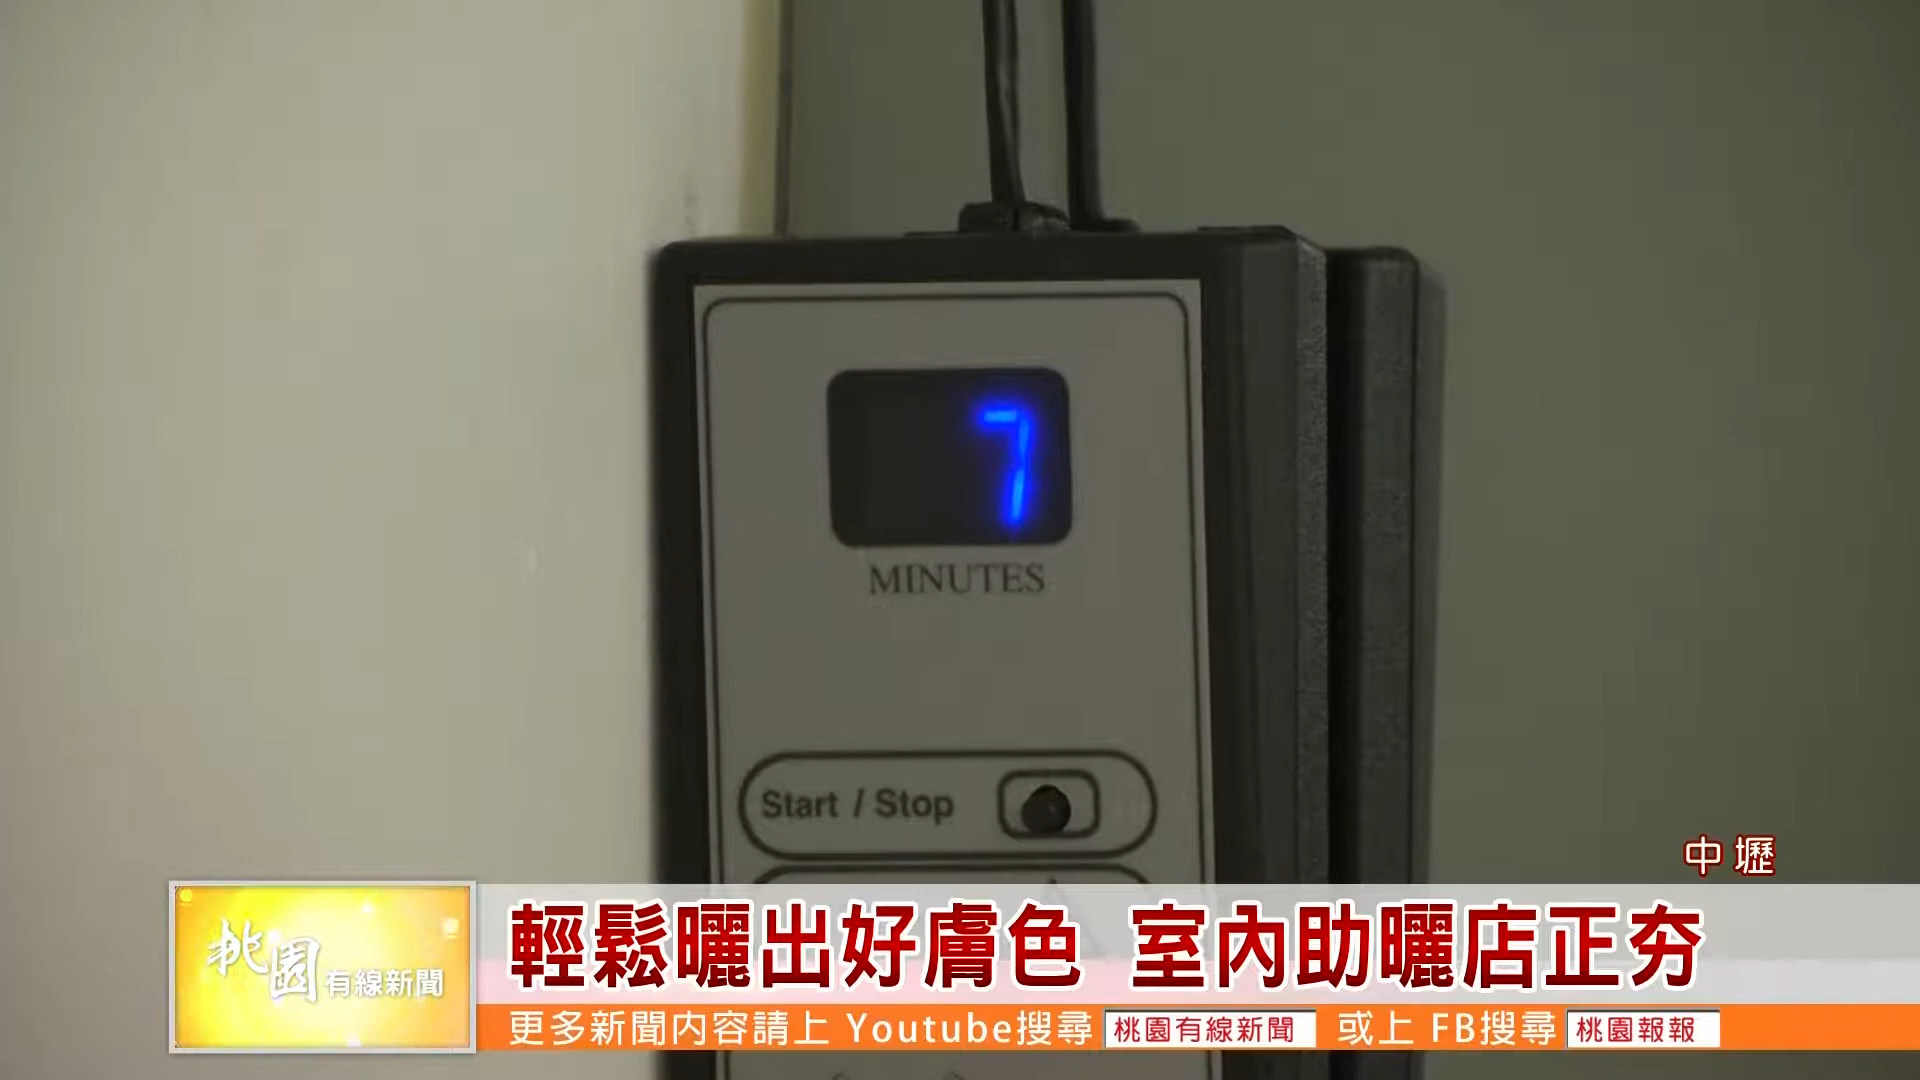 7
MINUTES
Start / Stop
中壢
桃園有線新聞
輕鬆曬出好膚色 室內助曬店正夯
更多新聞內容請上 Youtube搜尋 桃園有線新聞 或上 FB搜尋 桃園報報